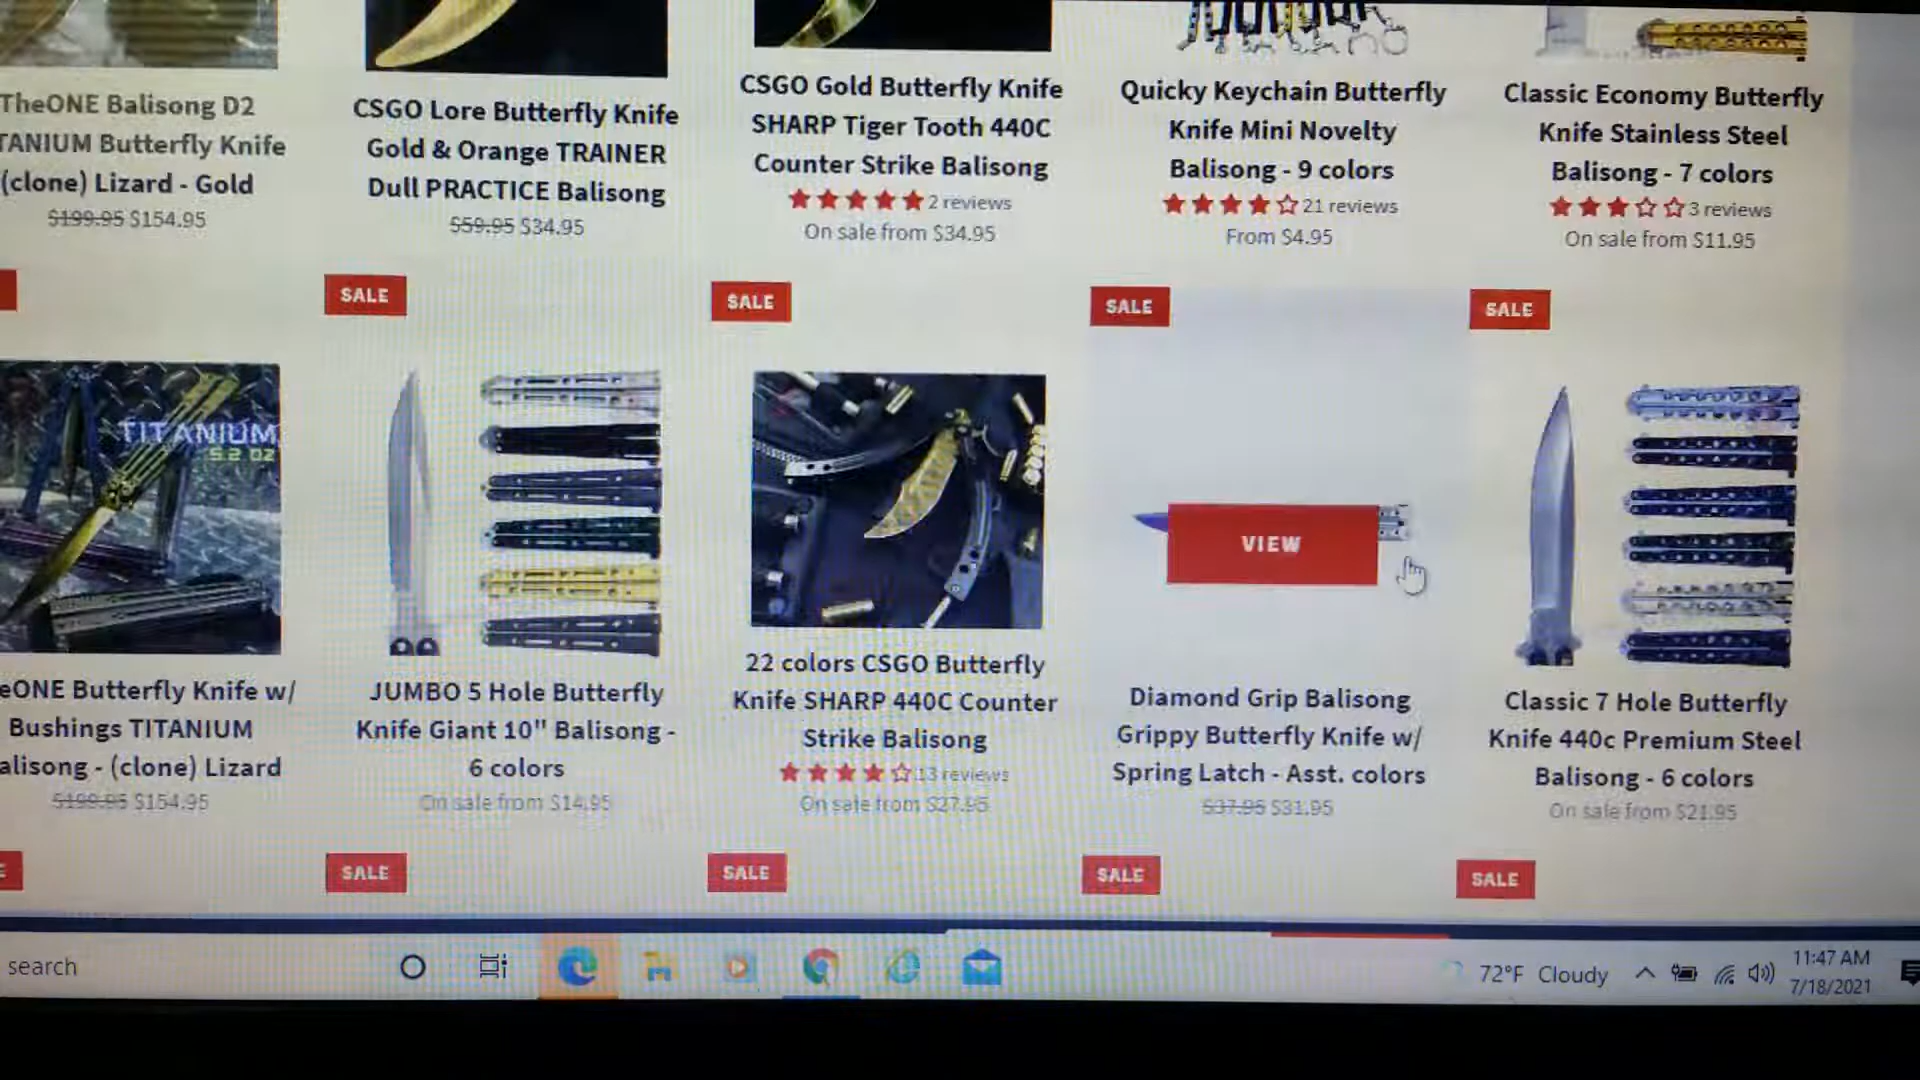 TheONE Balisong D2
TANIUM Butterfly Knife
(clone) Lizard - Gold
$199.95 $154.95
CSGO Lore Butterfly Knife
Gold & Orange TRAINER
Dull PRACTICE Balisong
$59.95 $34.95
CSGO Gold Butterfly Knife
SHARP Tiger Tooth 440C
Counter Strike Balisong
2 reviews
On sale from $34.95
Quicky Keychain Butterfly
Knife Mini Novelty
Balisong - 9 colors
21 reviews
From $4.95
Classic Economy Butterfly
Knife Stainless Steel
Balisong - 7 colors
3 reviews
On sale from $11.95
SALE
SALE
SALE
SALE
TITANIUM
5.2 OZ
VIEW
eONE Butterfly Knife w/
Bushings TITANIUM
alisong - (clone) Lizard
$199.95 $154.95
JUMBO 5 Hole Butterfly
Knife Giant 10" Balisong -
6 colors
On sale from $14.95
22 colors CSGO Butterfly
Knife SHARP 440C Counter
Strike Balisong
13 reviews
On sale from $27.95
Diamond Grip Balisong
Grippy Butterfly Knife w/
Spring Latch - Asst. colors
$37.95 $31.95
Classic 7 Hole Butterfly
Knife 440c Premium Steel
Balisong - 6 colors
On sale from $21.95
E
SALE
SALE
SALE
SALE
search
72°F Cloudy
11:47 AM
7/18/2021